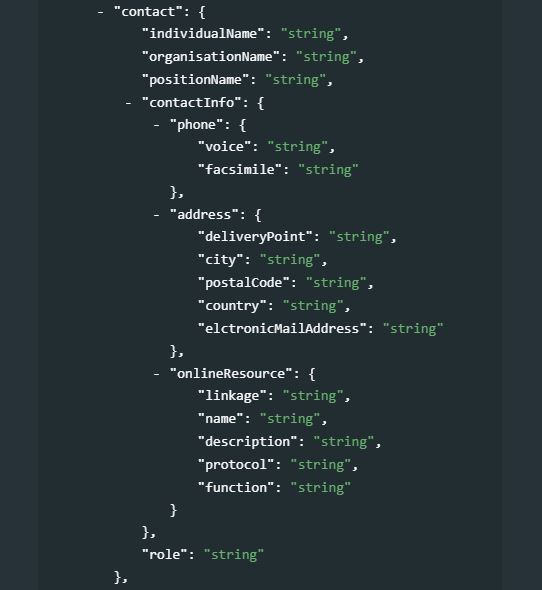 - "contact": {
"individualName": "string",
"organisationName": "string",
"positionName": "string",
- "contactInfo": {
- "phone": {
"voice": "string",
"facsimile": "string"
},
- "address": {
"deliveryPoint": "string",
"city": "string",
"postalCode": "string",
"country": "string",
"elctronicMailAddress": "string"
},
- "onlineResource": {
"linkage": "string",
"name": "string",
"description": "string",
"protocol": "string",
"function": "string"
}
},
"role": "string"
},